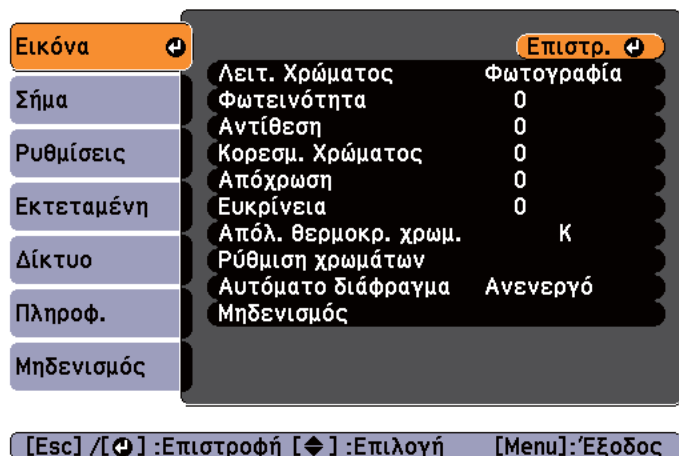 Εικόνα
Σήμα
Ρυθμίσεις
Εκτεταμένη
Δίκτυο
Πληροφ.
Μηδενισμός
Επιστρ.
Λειτ. Χρώματος Φωτογραφία
Φωτεινότητα 0
Αντίθεση 0
Κορεσμ. Χρώματος 0
Απόχρωση 0
Ευκρίνεια 0
Απόλ. θερμοκρ. χρωμ. K
Ρύθμιση χρωμάτων
Αυτόματο διάφραγμα Ανενεργό
Μηδενισμός
[Esc] /[ ] :Επιστροφή [ ] :Επιλογή [Menu]:Έξοδος